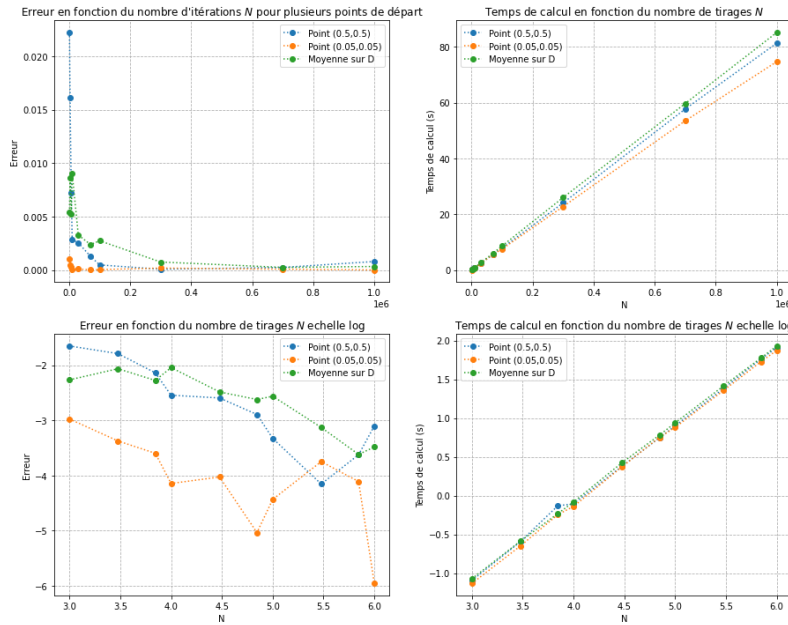 Erreur en fonction du nombre d'itérations N pour plusieurs points de départ
Erreur
0.020
0.015
0.010
0.005
0.000
Point (0.5,0.5)
Point (0.05,0.05)
Moyenne sur D
0.0
0.2
0.4
0.6
0.8
1.0
1e6
Temps de calcul en fonction du nombre de tirages N
Temps de calcul (s)
80
60
40
20
0
Point (0.5,0.5)
Point (0.05,0.05)
Moyenne sur D
0.0
0.2
0.4
0.6
0.8
1.0
1e6
N
Erreur en fonction du nombre de tirages N echelle log
Erreur
−2
−3
−4
−5
−6
Point (0.5,0.5)
Point (0.05,0.05)
Moyenne sur D
3.0
3.5
4.0
4.5
5.0
5.5
6.0
N
Temps de calcul en fonction du nombre de tirages N echelle log
Temps de calcul (s)
2.0
1.5
1.0
0.5
0.0
−0.5
−1.0
Point (0.5,0.5)
Point (0.05,0.05)
Moyenne sur D
3.0
3.5
4.0
4.5
5.0
5.5
6.0
N